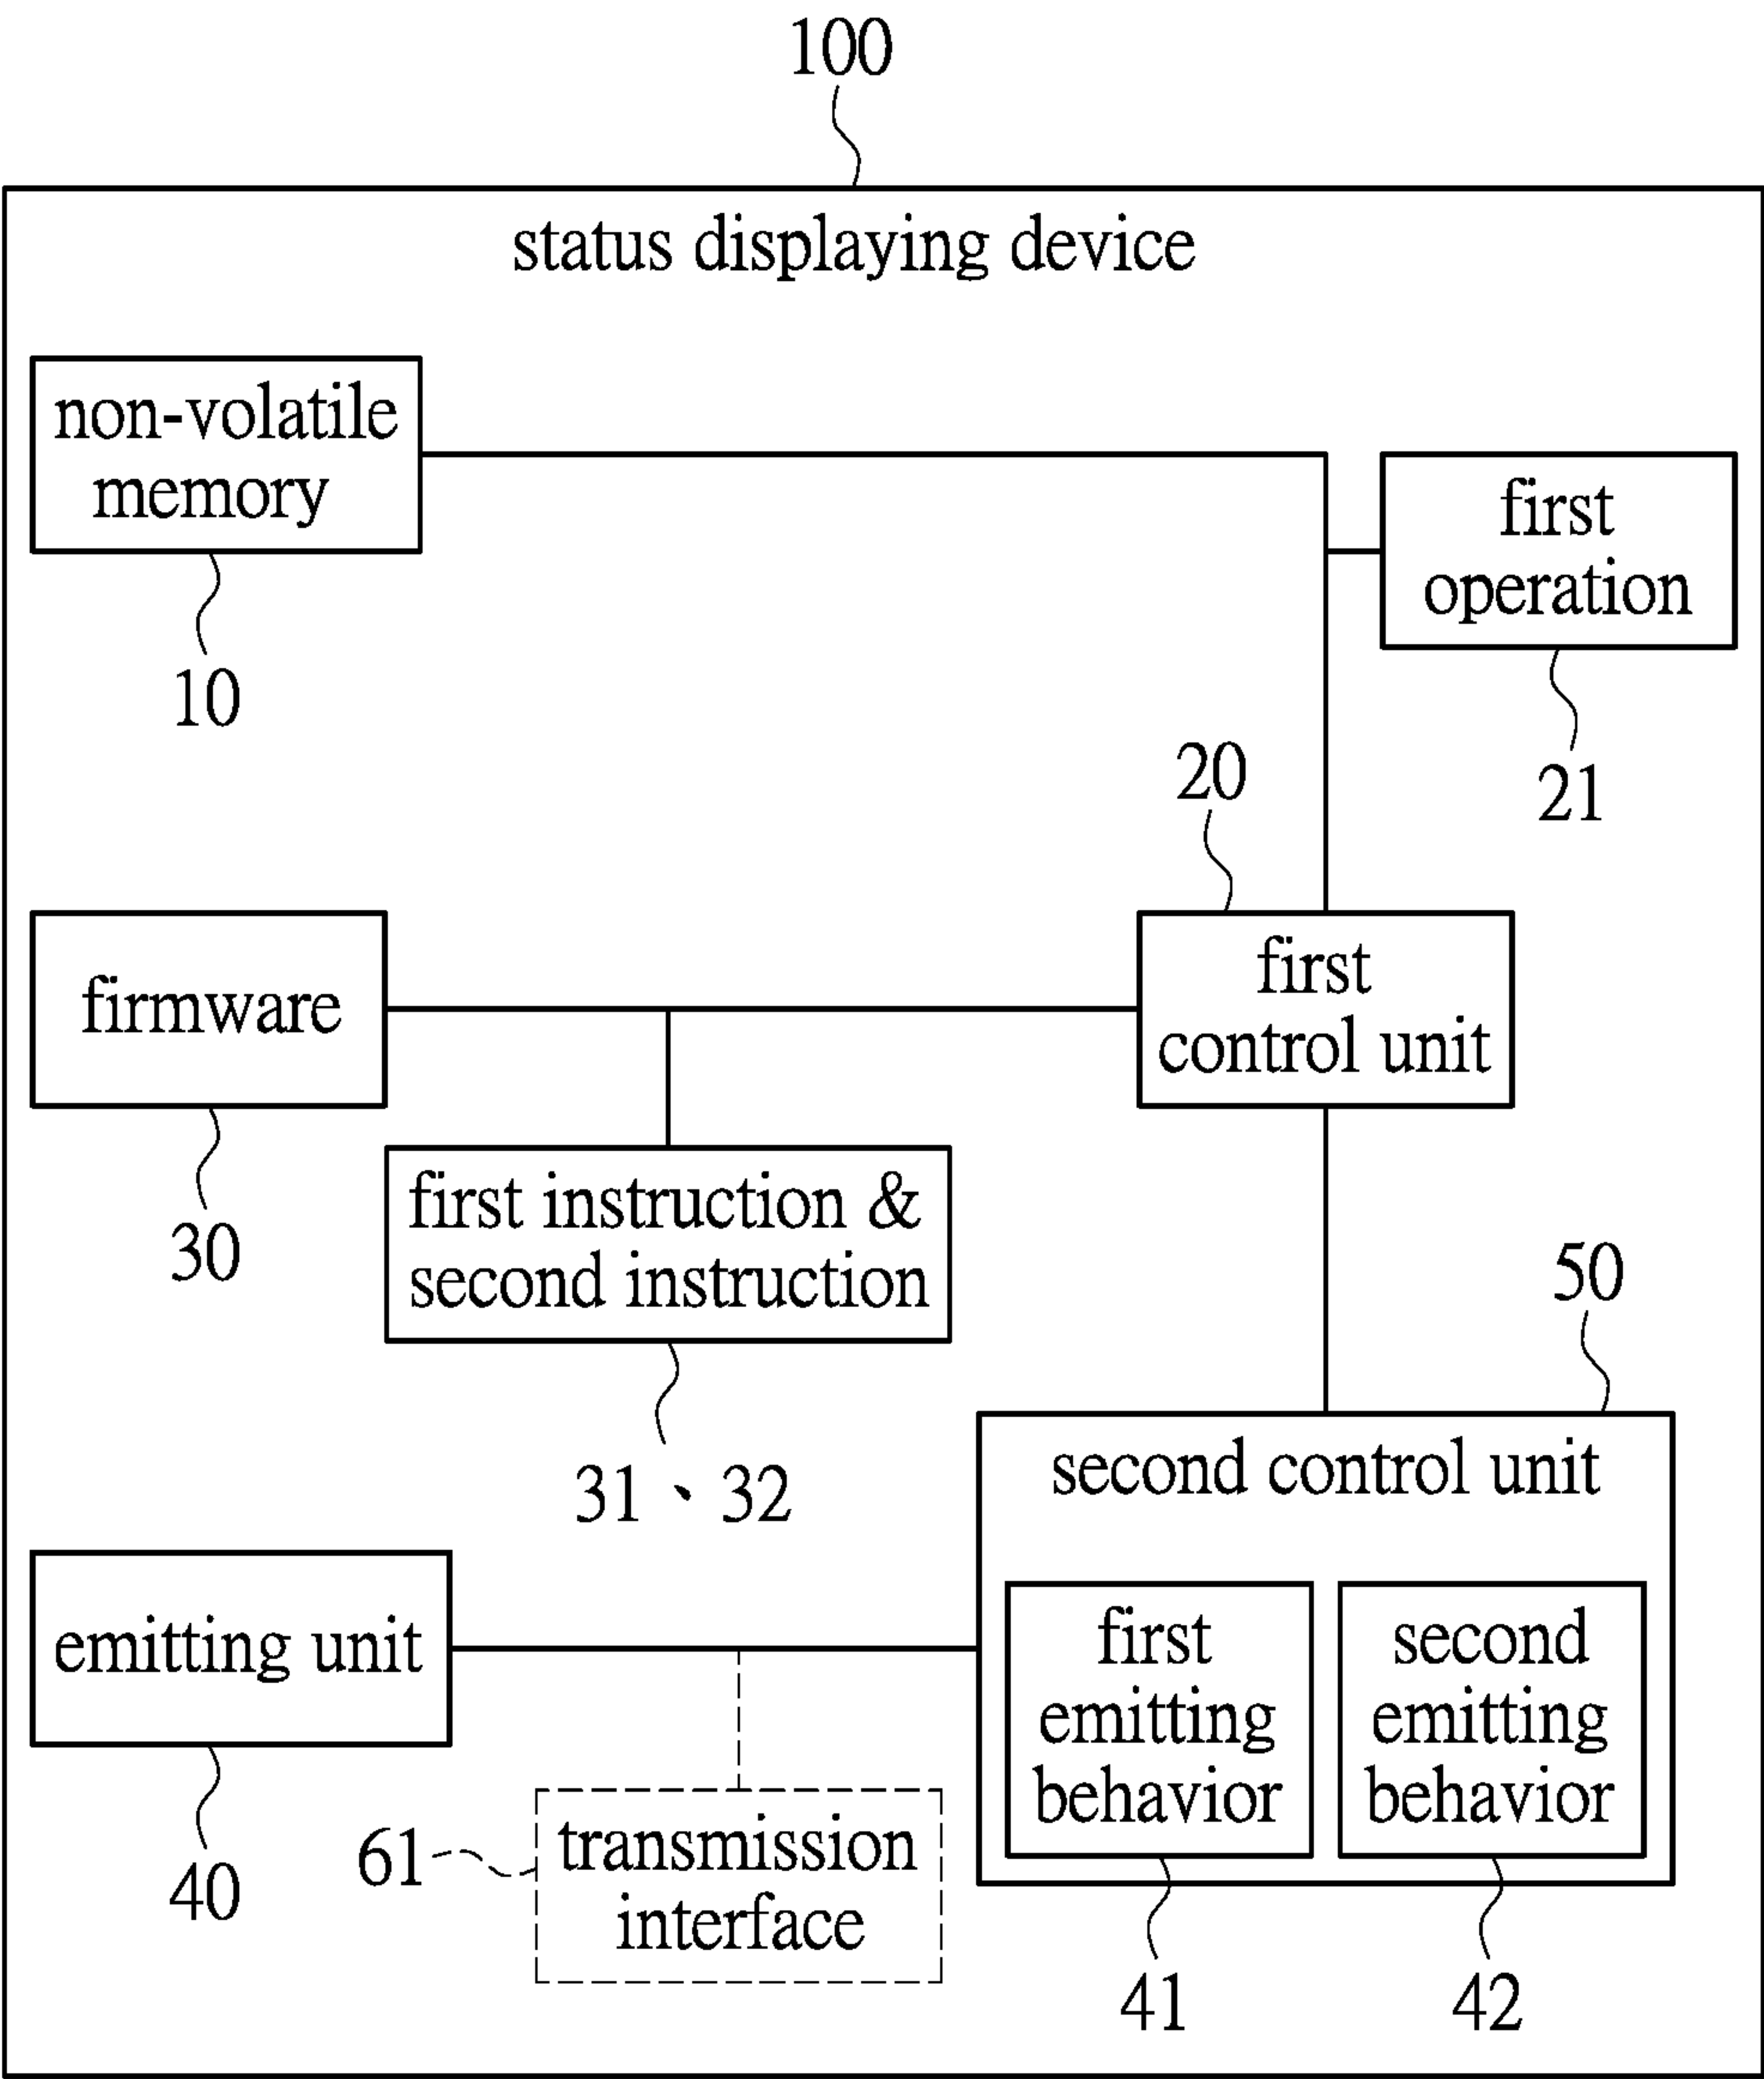 100
status displaying device
non-volatile
memory
10
first
operation
21
20
first
control unit
firmware
30
first instruction &
second instruction
31、32
50
second control unit
first
emitting
behavior
41
second
emitting
behavior
42
emitting unit
40
61
transmission
interface